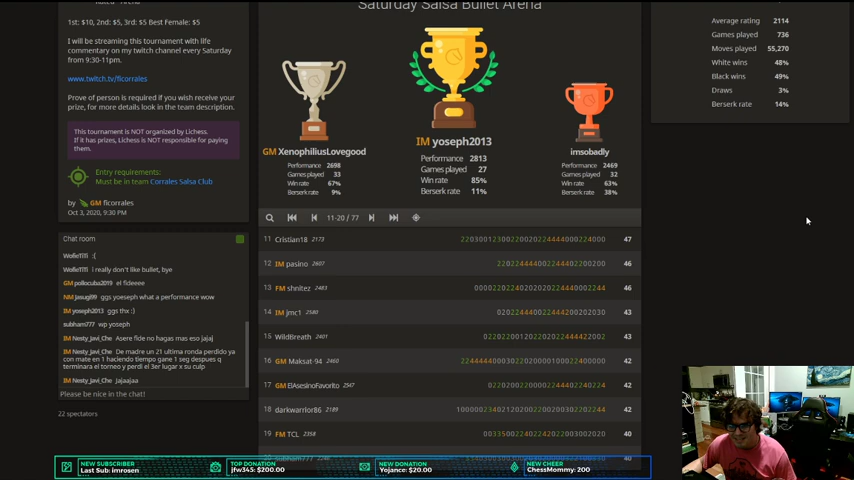 Rated · Arena
Saturday Salsa Bullet Arena
1st: $10, 2nd: $5, 3rd: $5 Best Female: $5
I will be streaming this tournament with life
commentary on my twitch channel every Saturday
from 9:30-11pm.
www.twitch.tv/ficorrales
Prove of person is required if you wish receive your
prize, for more details look in the team description.
This tournament is NOT organized by Lichess.
If it has prizes, Lichess is NOT responsible for paying
them.
Entry requirements:
Must be in team Corrales Salsa Club
by GM ficorrales
Oct 3, 2020, 9:30 PM
GM XenophiliusLovegood
Performance 2698
Games played 33
Win rate 67%
Berserk rate 9%
IM yoseph2013
Performance 2813
Games played 27
Win rate 85%
Berserk rate 11%
imsobadly
Performance 2469
Games played 32
Win rate 63%
Berserk rate 38%
Average rating 2114
Games played 736
Moves played 55,270
White wins 48%
Black wins 49%
Draws 3%
Berserk rate 14%
11-20 / 77
11 Cristian18 2173 47
12 IM pasino 2607 46
13 FM shnitez 2483 46
14 IM jmc1 2580 43
15 WildBreath 2401 43
16 GM Maksat-94 2460 42
17 GM ElAsesinoFavorito 2547 42
18 darkwarrior86 2189 42
19 FM TCL 2358 40
Chat room
WolleTiTi :(
WolleTiTi i really don't like bullet, bye
GM pollocuba2019 el fideeee
NM Jasugi99 ggs yoeseph what a performance wow
IM yoseph2013 ggs thx :)
subham777 wp yoseph
IM Nesty_Javi_Che Asere fide no hagas mas eso jajaj
IM Nesty_Javi_Che De madre un 21 ultima ronda perdido ya
con mate en 1 haciendo tiempo gane 1 seg despues q
terminara el torneo y perdi el 3er lugar x su culp
IM Nesty_Javi_Che Jajaajaa
Please be nice in the chat!
22 spectators
NEW SUBSCRIBER
Last Sub: imrosen
TOP DONATION
jfw345: $200.00
NEW DONATION
Yojance: $20.00
NEW CHEER
ChessMommy: 200